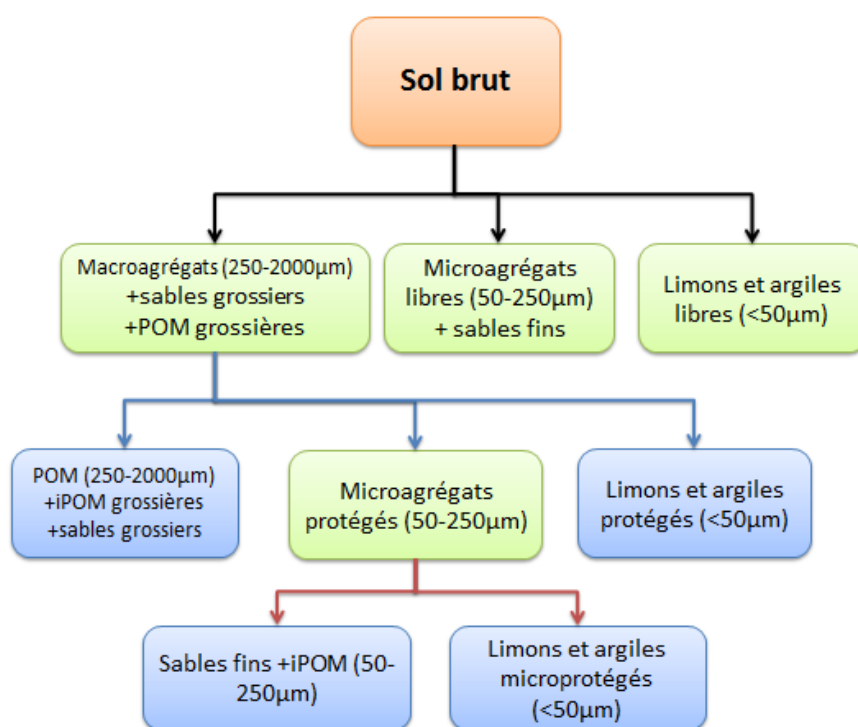 Sol brut
Macroagrégats (250-2000µm)
+sables grossiers
+POM grossières
Microagrégats
libres (50-250µm)
+ sables fins
Limons et argiles
libres (<50µm)
POM (250-2000µm)
+iPOM grossières
+sables grossiers
Microagrégats
protégés (50-250µm)
Limons et argiles
protégés (<50µm)
Sables fins +iPOM (50-
250µm)
Limons et argiles
microprotégés
(<50µm)